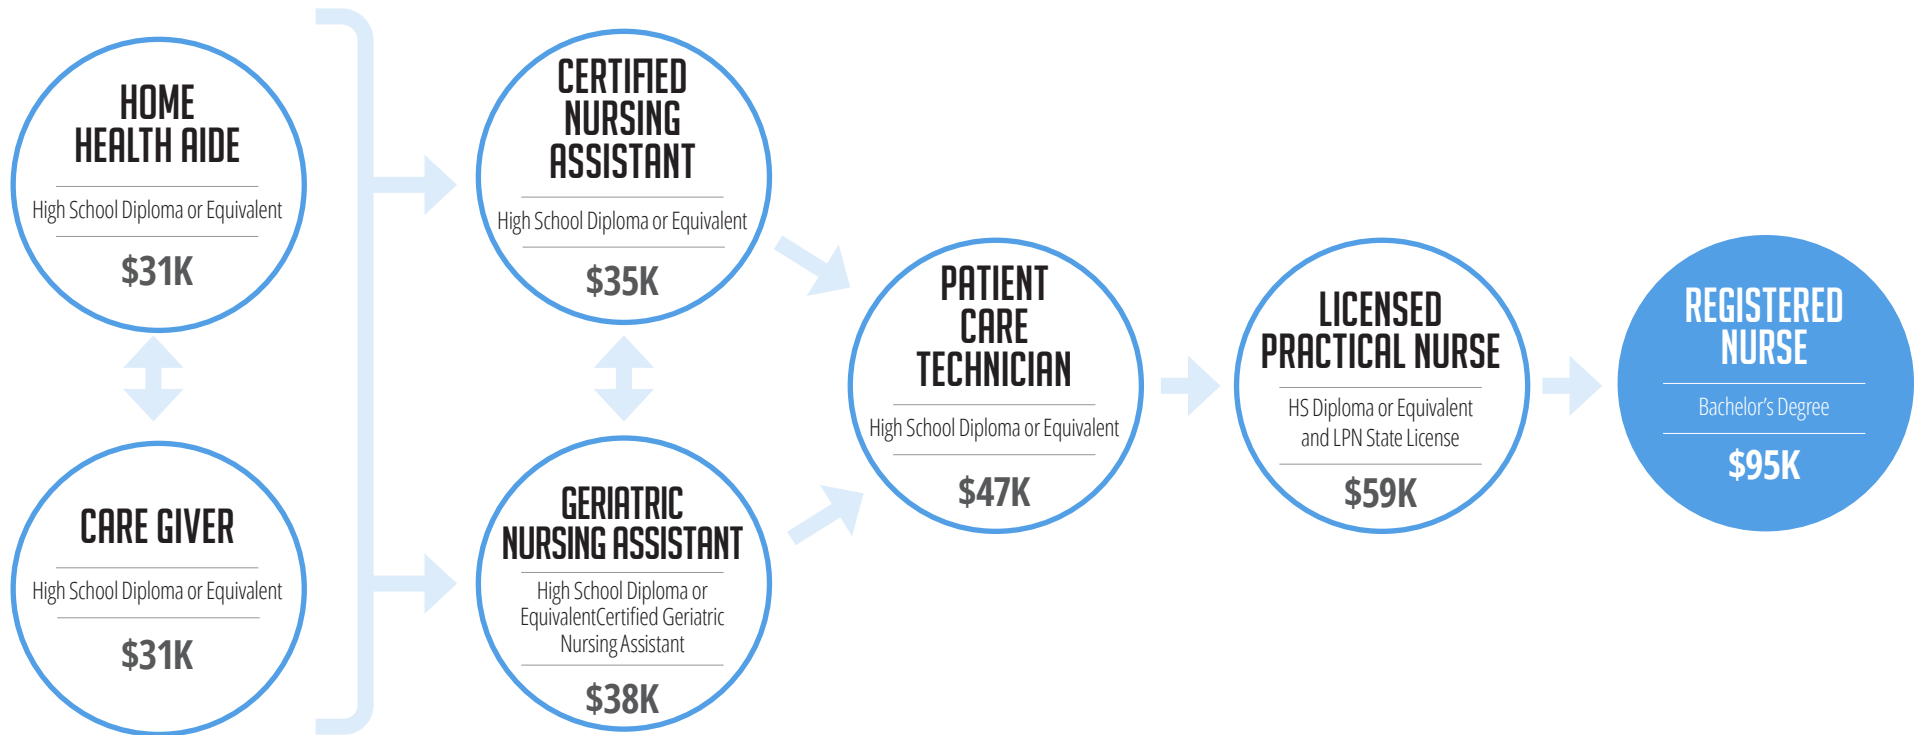 HOME
HEALTH AIDE
High School Diploma or Equivalent
$31K
CARE GIVER
High School Diploma or Equivalent
$31K
CERTIFIED
NURSING
ASSISTANT
High School Diploma or Equivalent
$35K
GERIATRIC
NURSING ASSISTANT
High School Diploma or
EquivalentCertified Geriatric
Nursing Assistant
$38K
PATIENT
CARE
TECHNICIAN
High School Diploma or Equivalent
$47K
LICENSED
PRACTICAL NURSE
HS Diploma or Equivalent
and LPN State License
$59K
REGISTERED
NURSE
Bachelor’s Degree
$95K